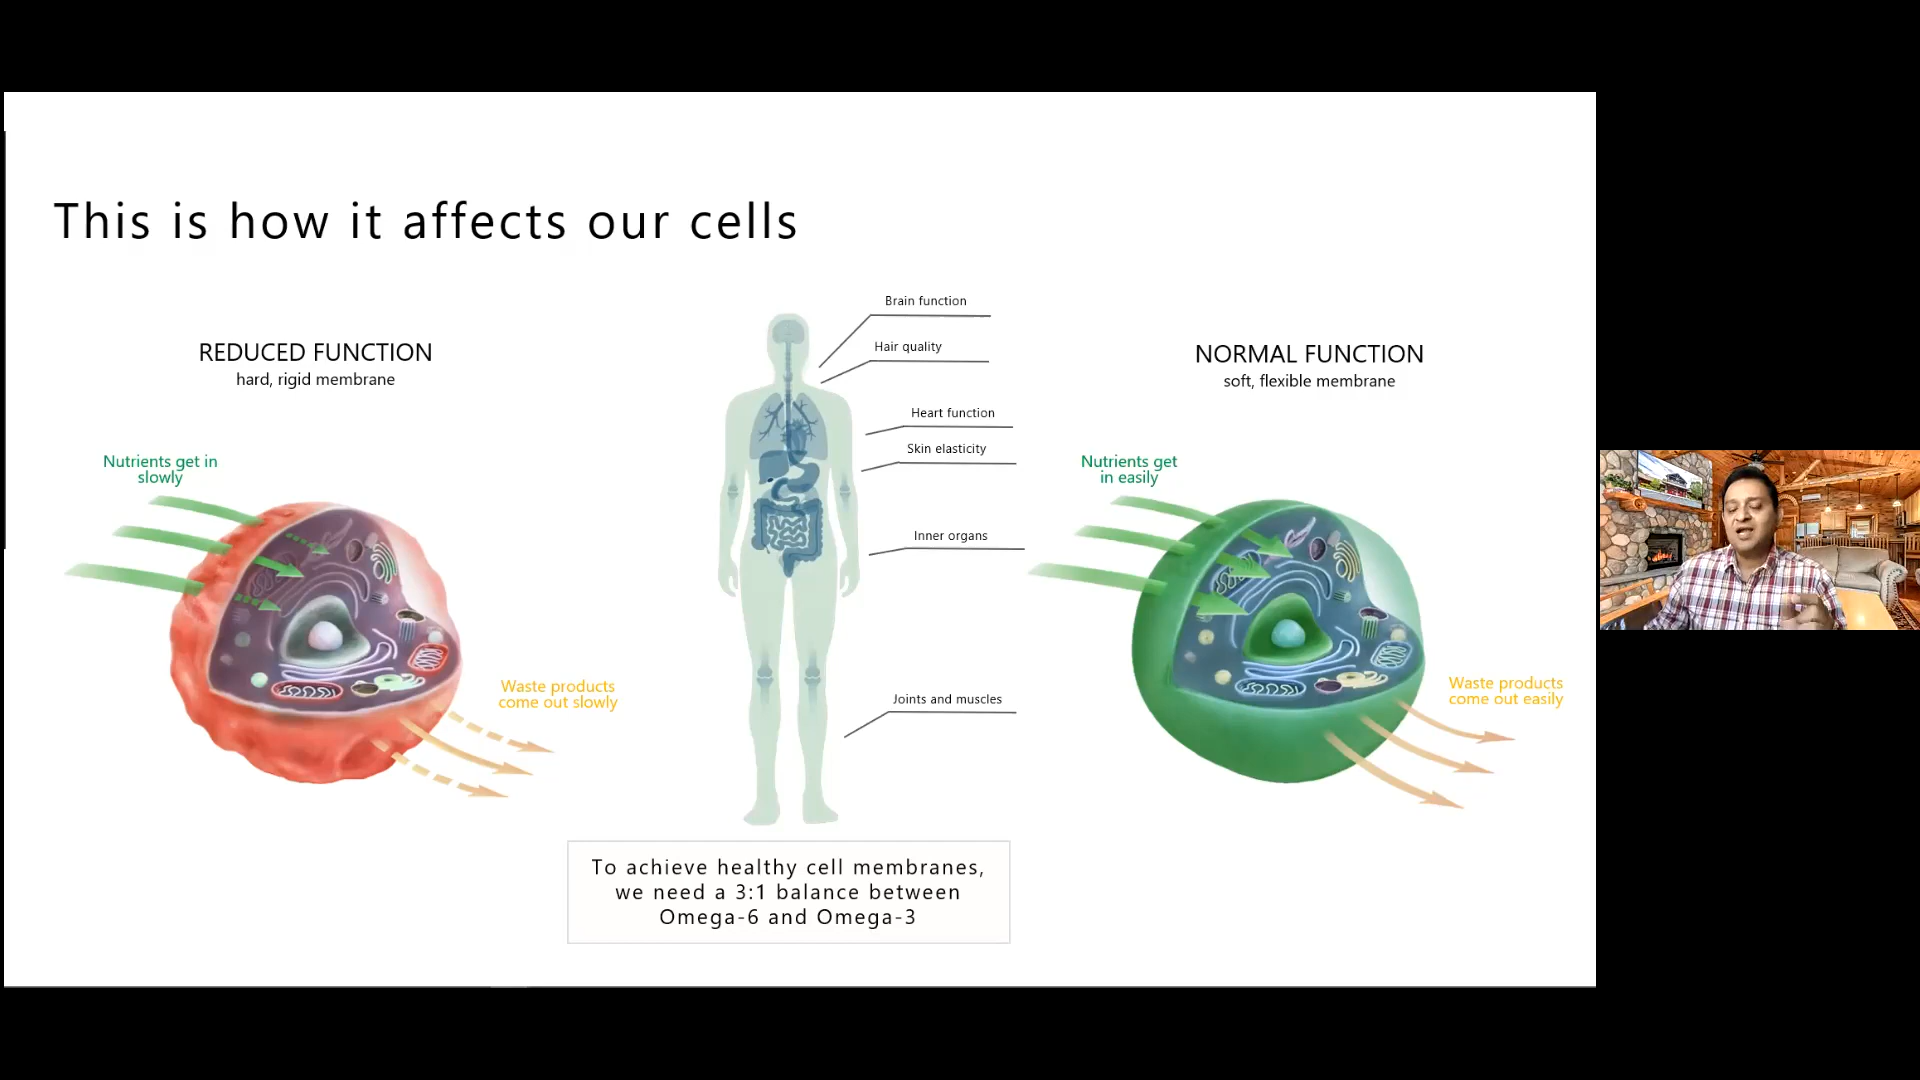 This is how it affects our cells
REDUCED FUNCTION
hard, rigid membrane
Nutrients get in
slowly
Waste products
come out slowly
Brain function
Hair quality
Heart function
Skin elasticity
Inner organs
Joints and muscles
NORMAL FUNCTION
soft, flexible membrane
Nutrients get
in easily
Waste products
come out easily
To achieve healthy cell membranes,
we need a 3:1 balance between
Omega-6 and Omega-3